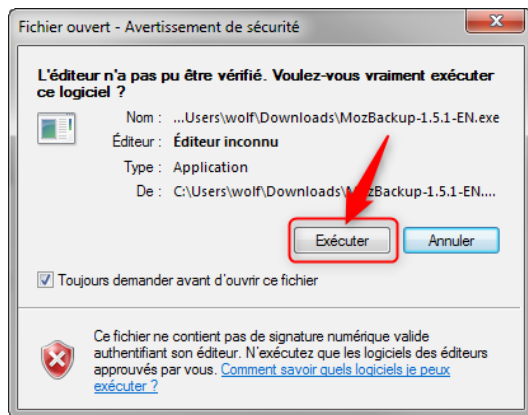 Fichier ouvert - Avertissement de sécurité
L'éditeur n'a pas pu être vérifié. Voulez-vous vraiment exécuter
ce logiciel ?
Nom : ...Users\wolf\Downloads\MozBackup-1.5.1-EN.exe
Éditeur : Éditeur inconnu
Type : Application
De : C:\Users\wolf\Downloads\MozBackup-1.5.1-EN....
Exécuter Annuler
Toujours demander avant d'ouvrir ce fichier
Ce fichier ne contient pas de signature numérique valide
authentifiant son éditeur. N'exécutez que les logiciels des éditeurs
approuvés par vous. Comment savoir quels logiciels je peux
exécuter ?